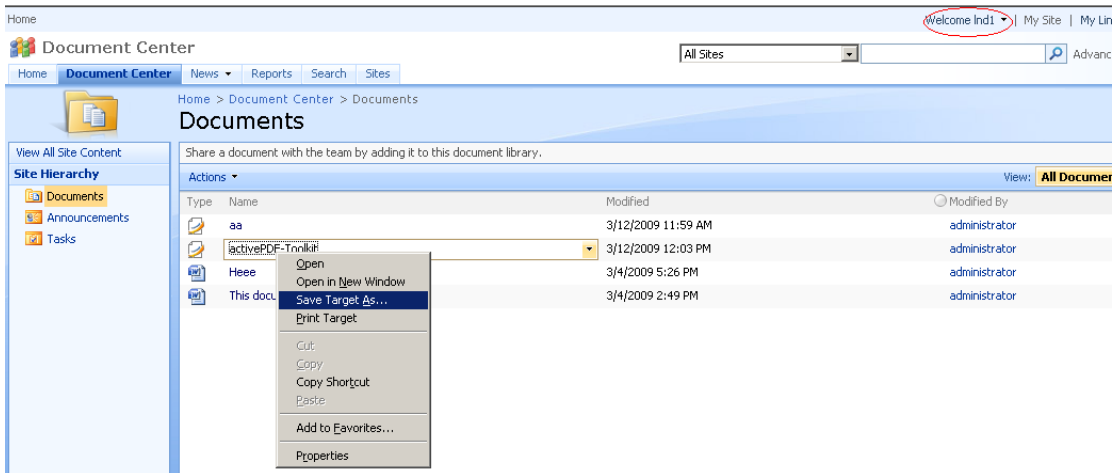 Home
Welcome lnd1 | My Site | My Lin
Document Center
All Sites
Advanc
Home Document Center News Reports Search Sites
Home > Document Center > Documents
Documents
View All Site Content
Share a document with the team by adding it to this document library.
Site Hierarchy
Actions
View: All Documen
Documents
Type Name Modified Modified By
Announcements
aa 3/12/2009 11:59 AM administrator
Tasks
activePDF-Toolkit 3/12/2009 12:03 PM administrator
Heee 3/4/2009 5:26 PM administrator
This docu 3/4/2009 2:49 PM administrator
Open
Open in New Window
Save Target As...
Print Target
Cut
Copy
Copy Shortcut
Paste
Add to Favorites...
Properties